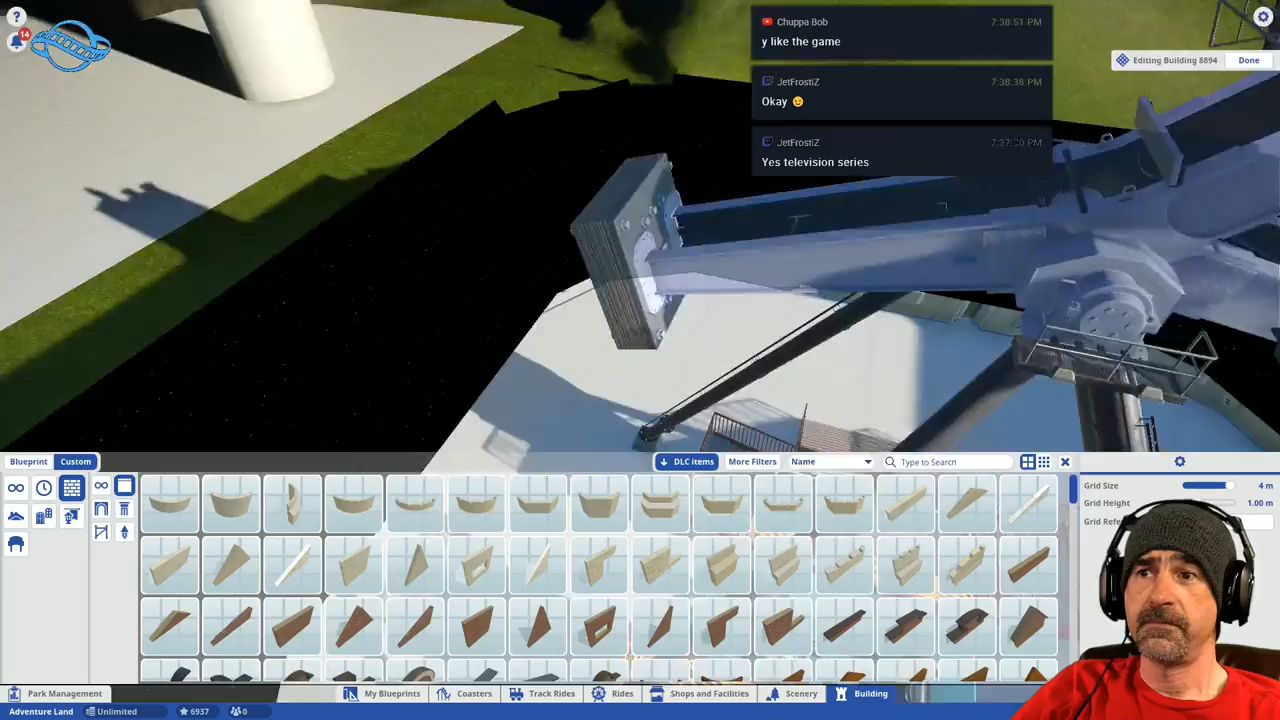 ?
14
Chuppa Bob
7:38:51 PM
y like the game
JetFrostiZ
7:38:38 PM
Okay
JetFrostiZ
Yes television series
Editing Building 8894
Done
Blueprint
Custom
DLC items
More Filters
Name
Type to Search
Grid Size
4 m
Grid Height
1.00 m
Park Management
My Blueprints
Coasters
Track Rides
Rides
Shops and Facilities
Scenery
Building
Adventure Land
Unlimited
6937
0